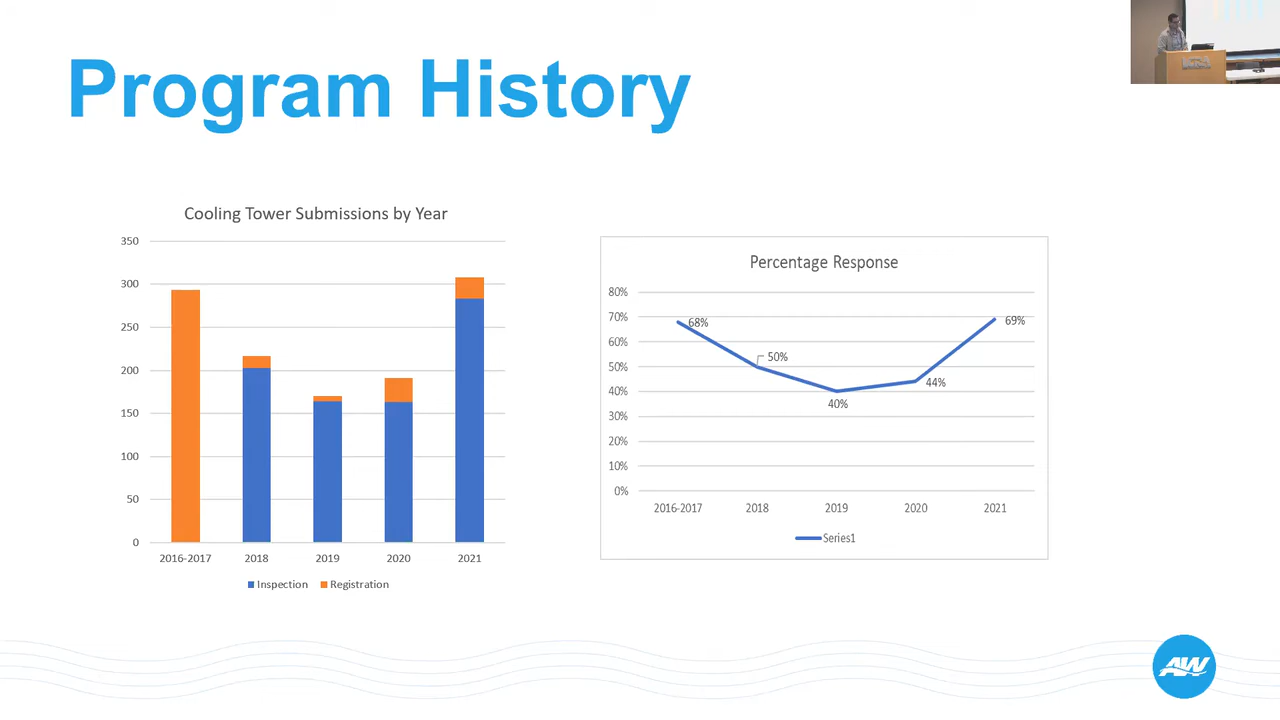 Program History
Cooling Tower Submissions by Year
350
300
250
200
150
100
50
0
2016-2017 2018 2019 2020 2021
Inspection Registration
Percentage Response
80%
70%
60%
50%
40%
30%
20%
10%
0%
68%
50%
40%
44%
69%
2016-2017 2018 2019 2020 2021
Series1
AW